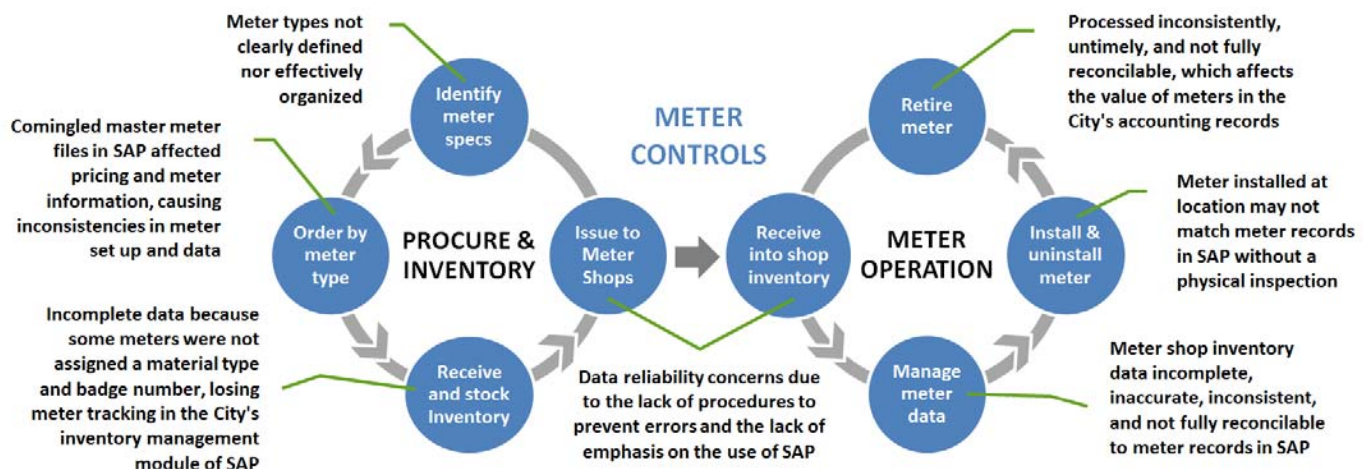 Meter types not
clearly defined
nor effectively
organized
Identify
meter
specs
Comingled master meter
files in SAP affected
pricing and meter
information, causing
inconsistencies in meter
set up and data
Order by
meter
type
PROCURE &
INVENTORY
Issue to
Meter
Shops
Incomplete data because
some meters were not
assigned a material type
and badge number, losing
meter tracking in the City's
inventory management
module of SAP
Receive
and stock
Inventory
METER
CONTROLS
Data reliability concerns due
to the lack of procedures to
prevent errors and the lack of
emphasis on the use of SAP
Processed inconsistently,
untimely, and not fully
reconcilable, which affects
the value of meters in the
City's accounting records
Retire
meter
Receive
into shop
inventory
METER
OPERATION
Install &
uninstall
meter
Meter installed at
location may not
match meter records
in SAP without a
physical inspection
Manage
meter
data
Meter shop inventory
data incomplete,
inaccurate, inconsistent,
and not fully reconcilable
to meter records in SAP